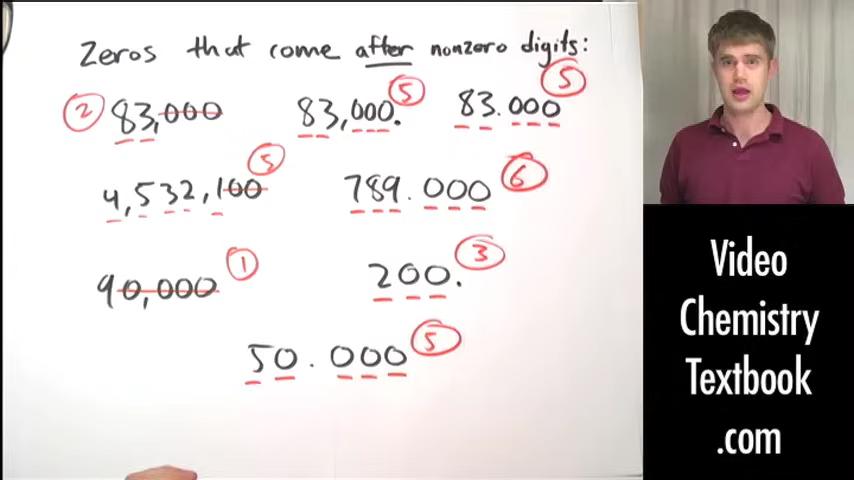 Zeros that come after nonzero digits:
② 83,000 83,000. ⑤ 83.000 ⑤
4,532,100 ⑤ 789.000 ⑥
90,000 ① 200. ③
50.000 ⑤
Video
Chemistry
Textbook
.com